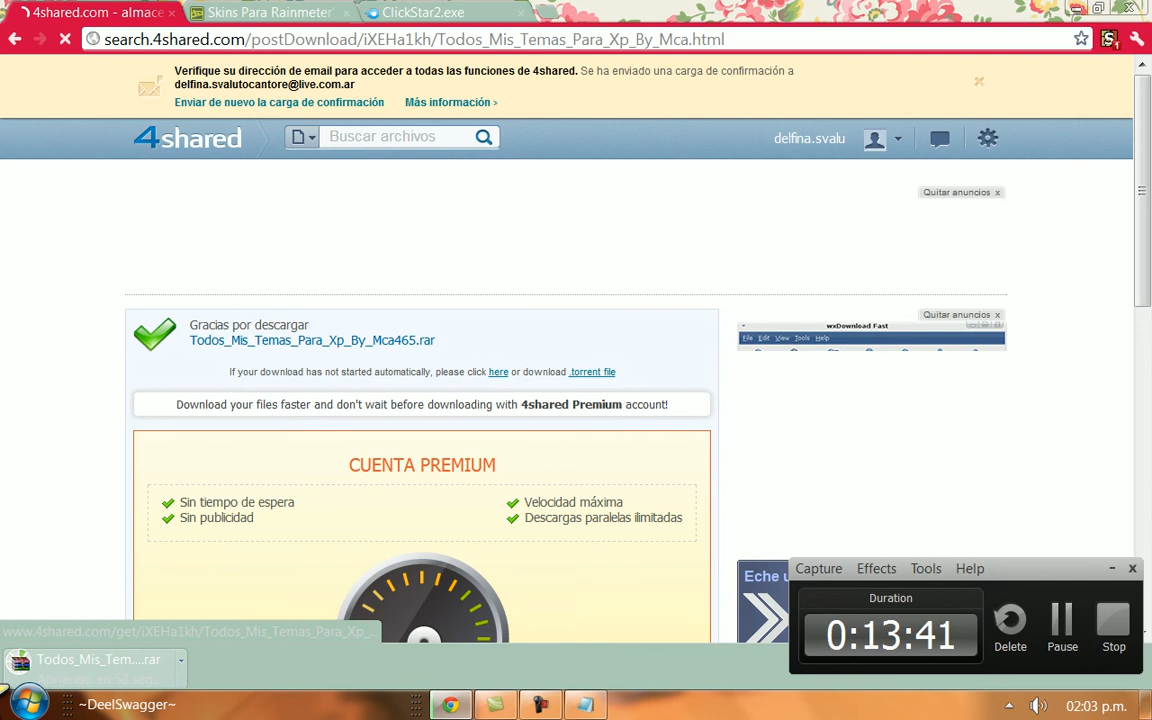 4shared.com - almace
Skins Para Rainmeter
ClickStar2.exe
search.4shared.com/postDownload/iXEHa1kh/Todos_Mis_Temas_Para_Xp_By_Mca.html
Verifique su dirección de email para acceder a todas las funciones de 4shared. Se ha enviado una carga de confirmación a
delfina.svalutocantore@live.com.ar
Enviar de nuevo la carga de confirmación Más información >
4shared
Buscar archivos
delfina.svalu
Quitar anuncios x
Gracias por descargar
Todos_Mis_Temas_Para_Xp_By_Mca465.rar
Quitar anuncios x
wxDownload Fast
File Edit View Tools Help
If your download has not started automatically, please click here or download .torrent file
Download your files faster and don't wait before downloading with 4shared Premium account!
CUENTA PREMIUM
Sin tiempo de espera
Velocidad máxima
Sin publicidad
Descargas paralelas ilimitadas
Eche u
Capture Effects Tools Help
Duration
0:13:41
Delete Pause Stop
www.4shared.com/get/iXEHa1kh/Todos_Mis_Temas_Para_Xp_...
Todos_Mis_Tem....rar
Abriendo en 58 seg...
~DeelSwagger~
02:03 p.m.